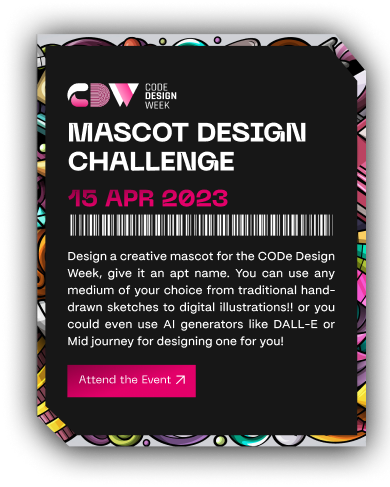 CDW CODE
DESIGN
WEEK
MASCOT DESIGN
CHALLENGE
15 APR 2023
Design a creative mascot for the CODe Design
Week, give it an apt name. You can use any
medium of your choice from traditional hand-
drawn sketches to digital illustrations!! or you
could even use AI generators like DALL-E or
Mid journey for designing one for you!
Attend the Event